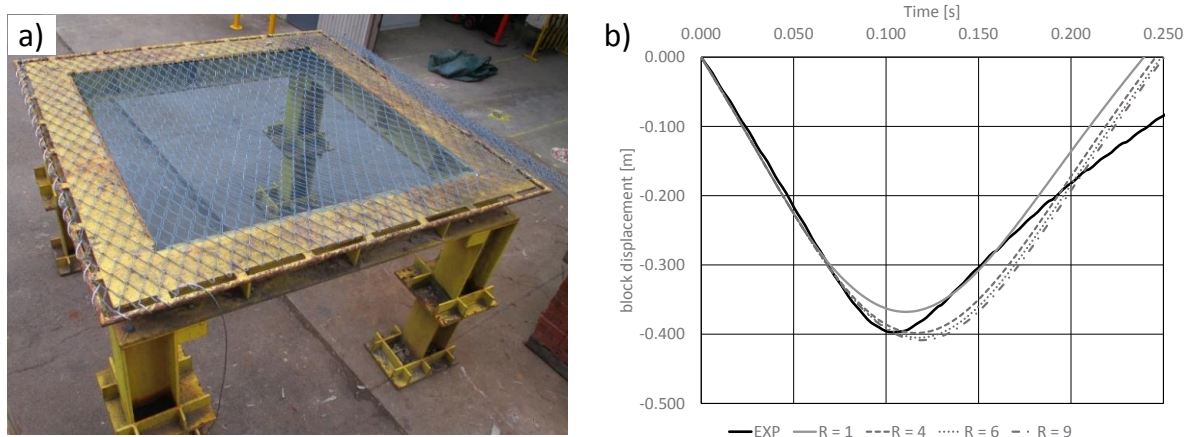 a)
b)
Time [s]
0.000 0.050 0.100 0.150 0.200 0.250
0.000
-0.100
-0.200
-0.300
-0.400
-0.500
block displacement [m]
EXP R = 1 R = 4 R = 6 R = 9